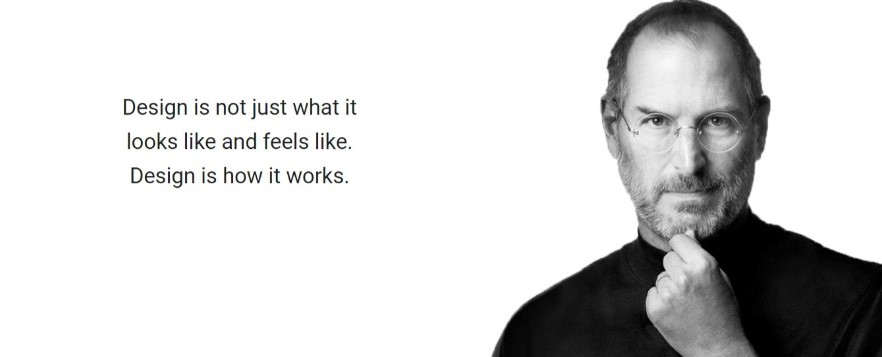 Design is not just what it
looks like and feels like.
Design is how it works.